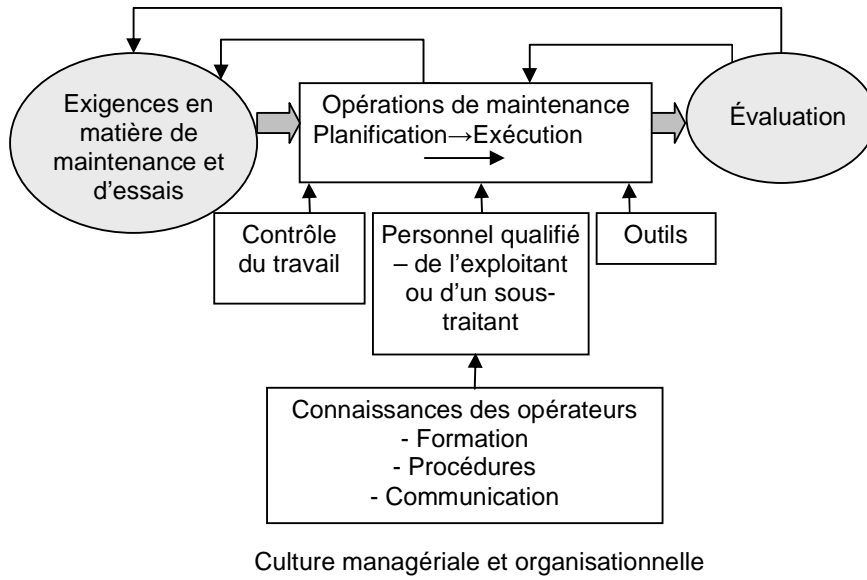 Exigences en
matière de
maintenance et
d'essais
Opérations de maintenance
Planification→Exécution
Évaluation
Contrôle
du travail
Personnel qualifié
– de l'exploitant
ou d'un sous-
traitant
Outils
Connaissances des opérateurs
- Formation
- Procédures
- Communication
Culture managériale et organisationnelle